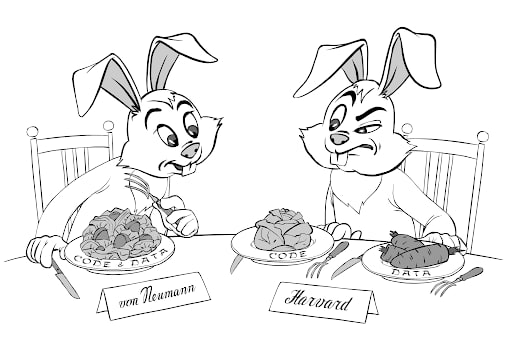 CODE & DATA
CODE
DATA
von Neumann
Harvard